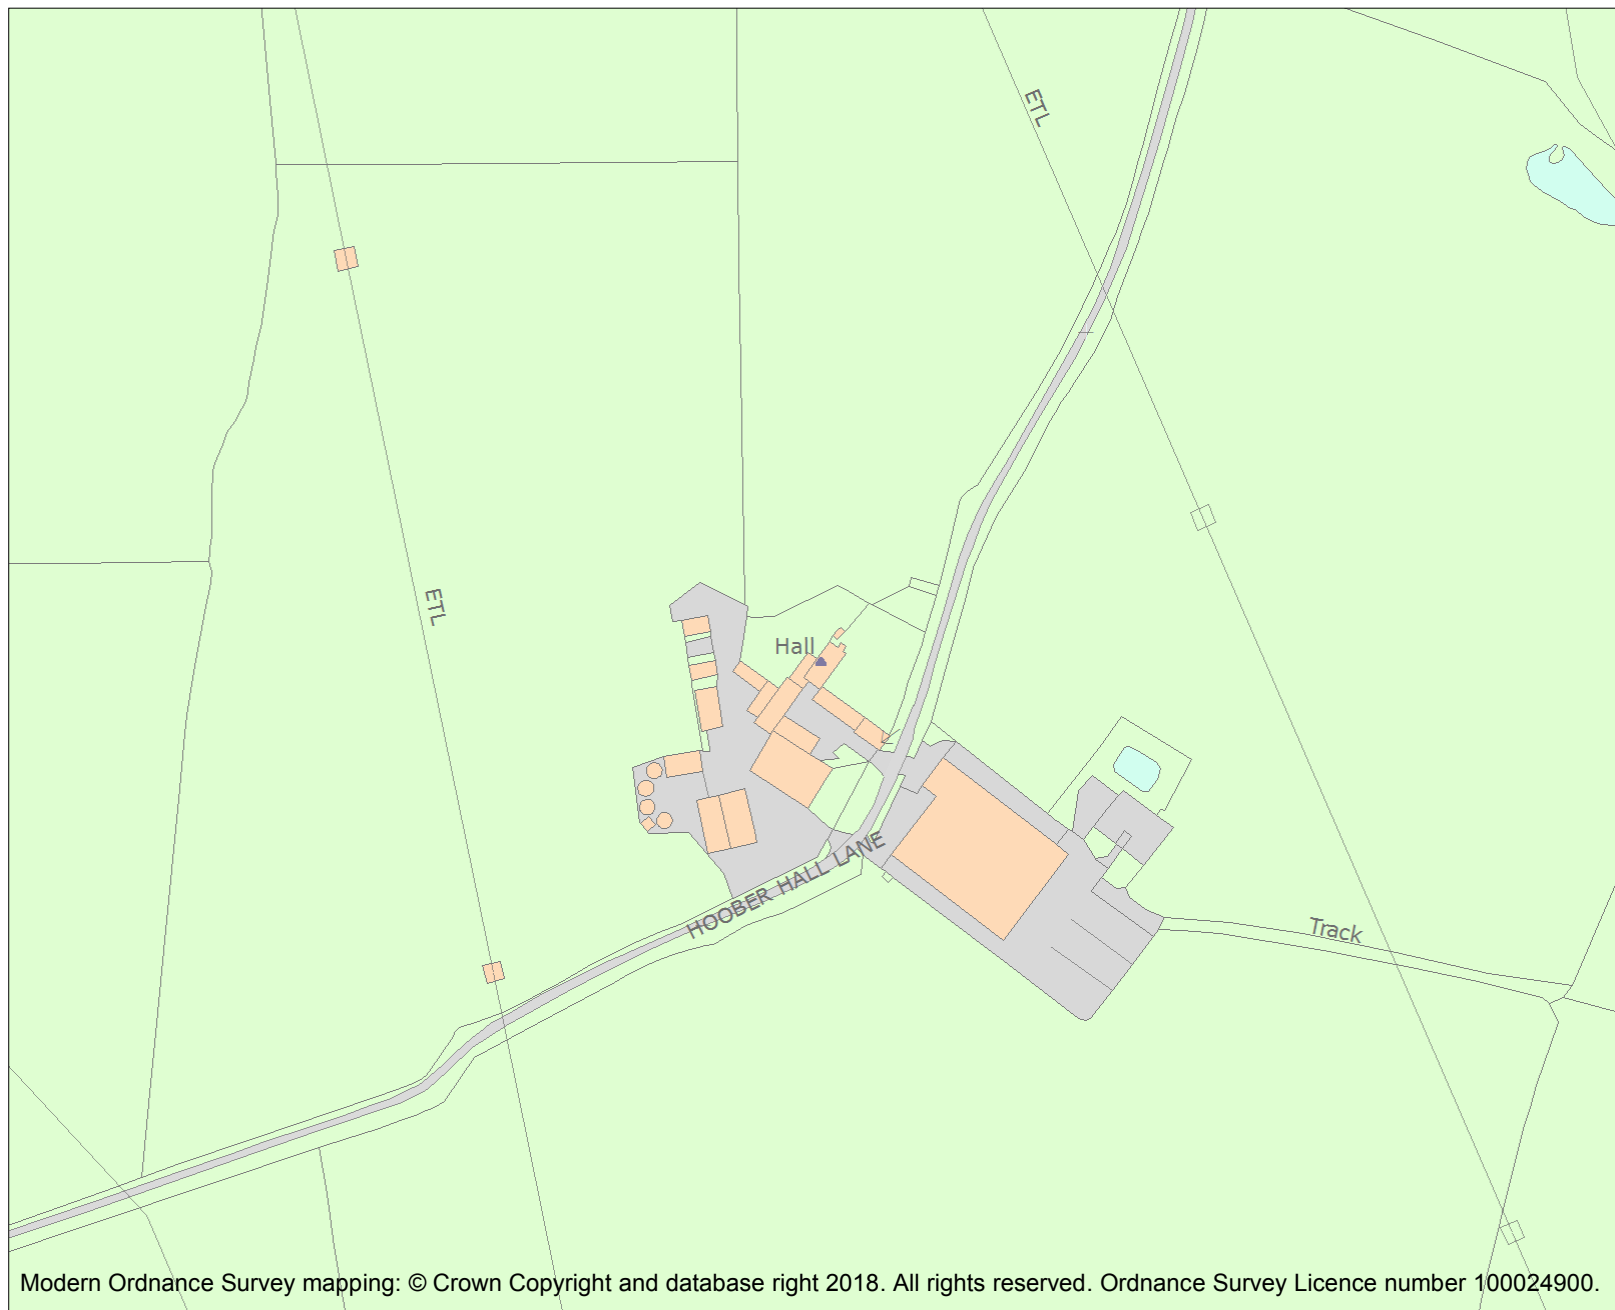 ETL
ETL
Hall
HOOBER HALL LANE
Track
Modern Ordnance Survey mapping: © Crown Copyright and database right 2018. All rights reserved. Ordnance Survey Licence number 100024900.